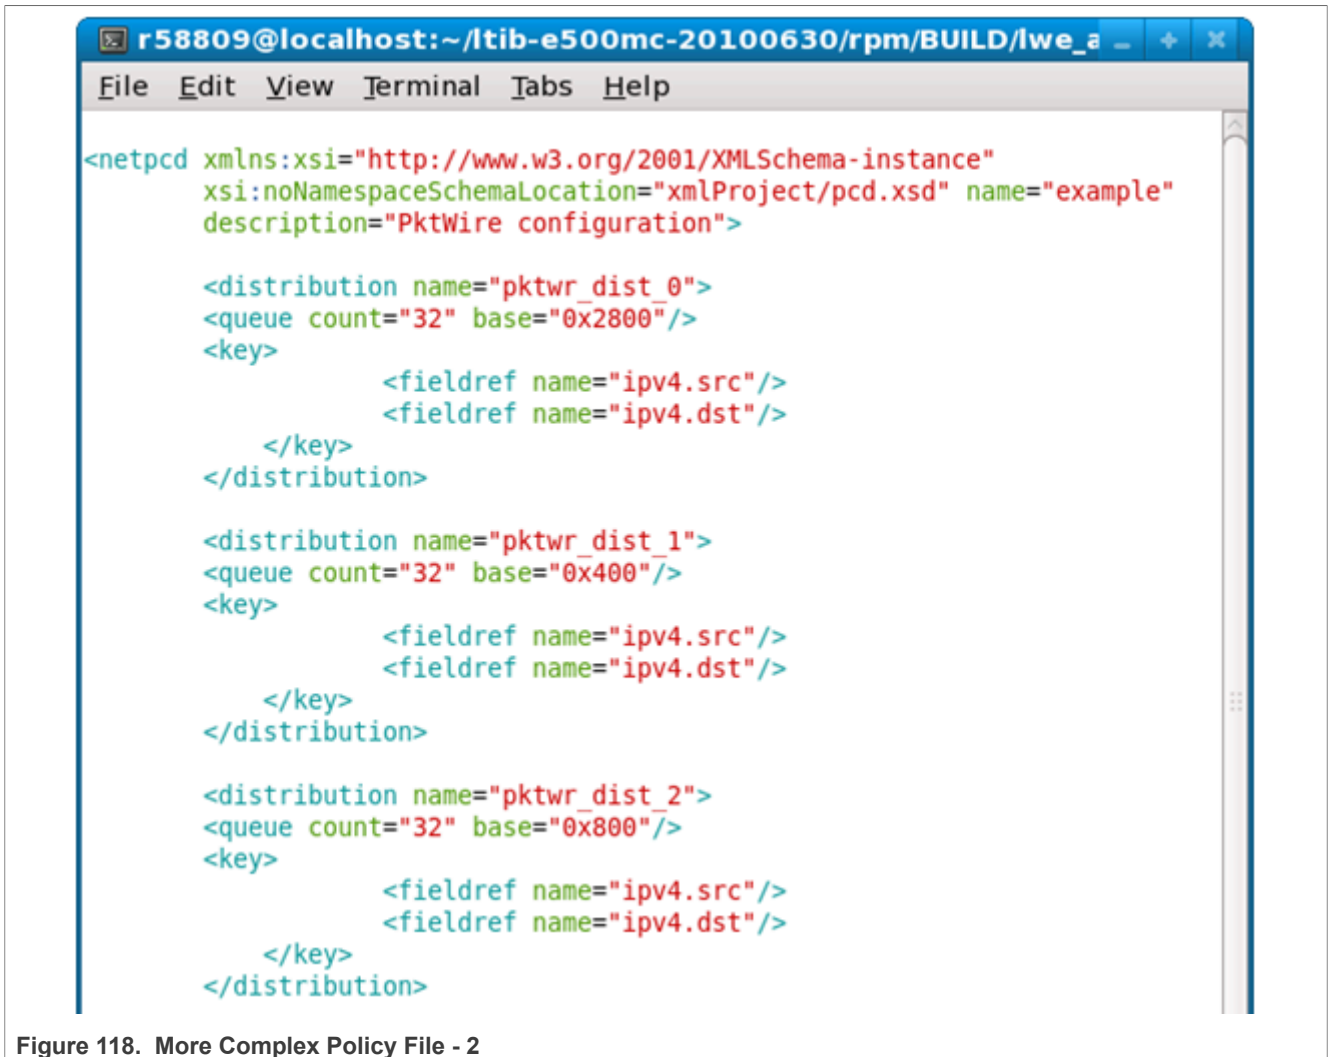 r58809@localhost:~/ltib-e500mc-20100630/rpm/BUILD/lwe_a
File Edit View Terminal Tabs Help
<netpcd xmlns:xsi="http://www.w3.org/2001/XMLSchema-instance"
        xsi:noNamespaceSchemaLocation="xmlProject/pcd.xsd" name="example"
        description="PktWire configuration">
        <distribution name="pktwr_dist_0">
        <queue count="32" base="0x2800"/>
        <key>
                    <fieldref name="ipv4.src"/>
                    <fieldref name="ipv4.dst"/>
            </key>
        </distribution>
        <distribution name="pktwr_dist_1">
        <queue count="32" base="0x400"/>
        <key>
                    <fieldref name="ipv4.src"/>
                    <fieldref name="ipv4.dst"/>
            </key>
        </distribution>
        <distribution name="pktwr_dist_2">
        <queue count="32" base="0x800"/>
        <key>
                    <fieldref name="ipv4.src"/>
                    <fieldref name="ipv4.dst"/>
            </key>
        </distribution>
Figure 118. More Complex Policy File - 2